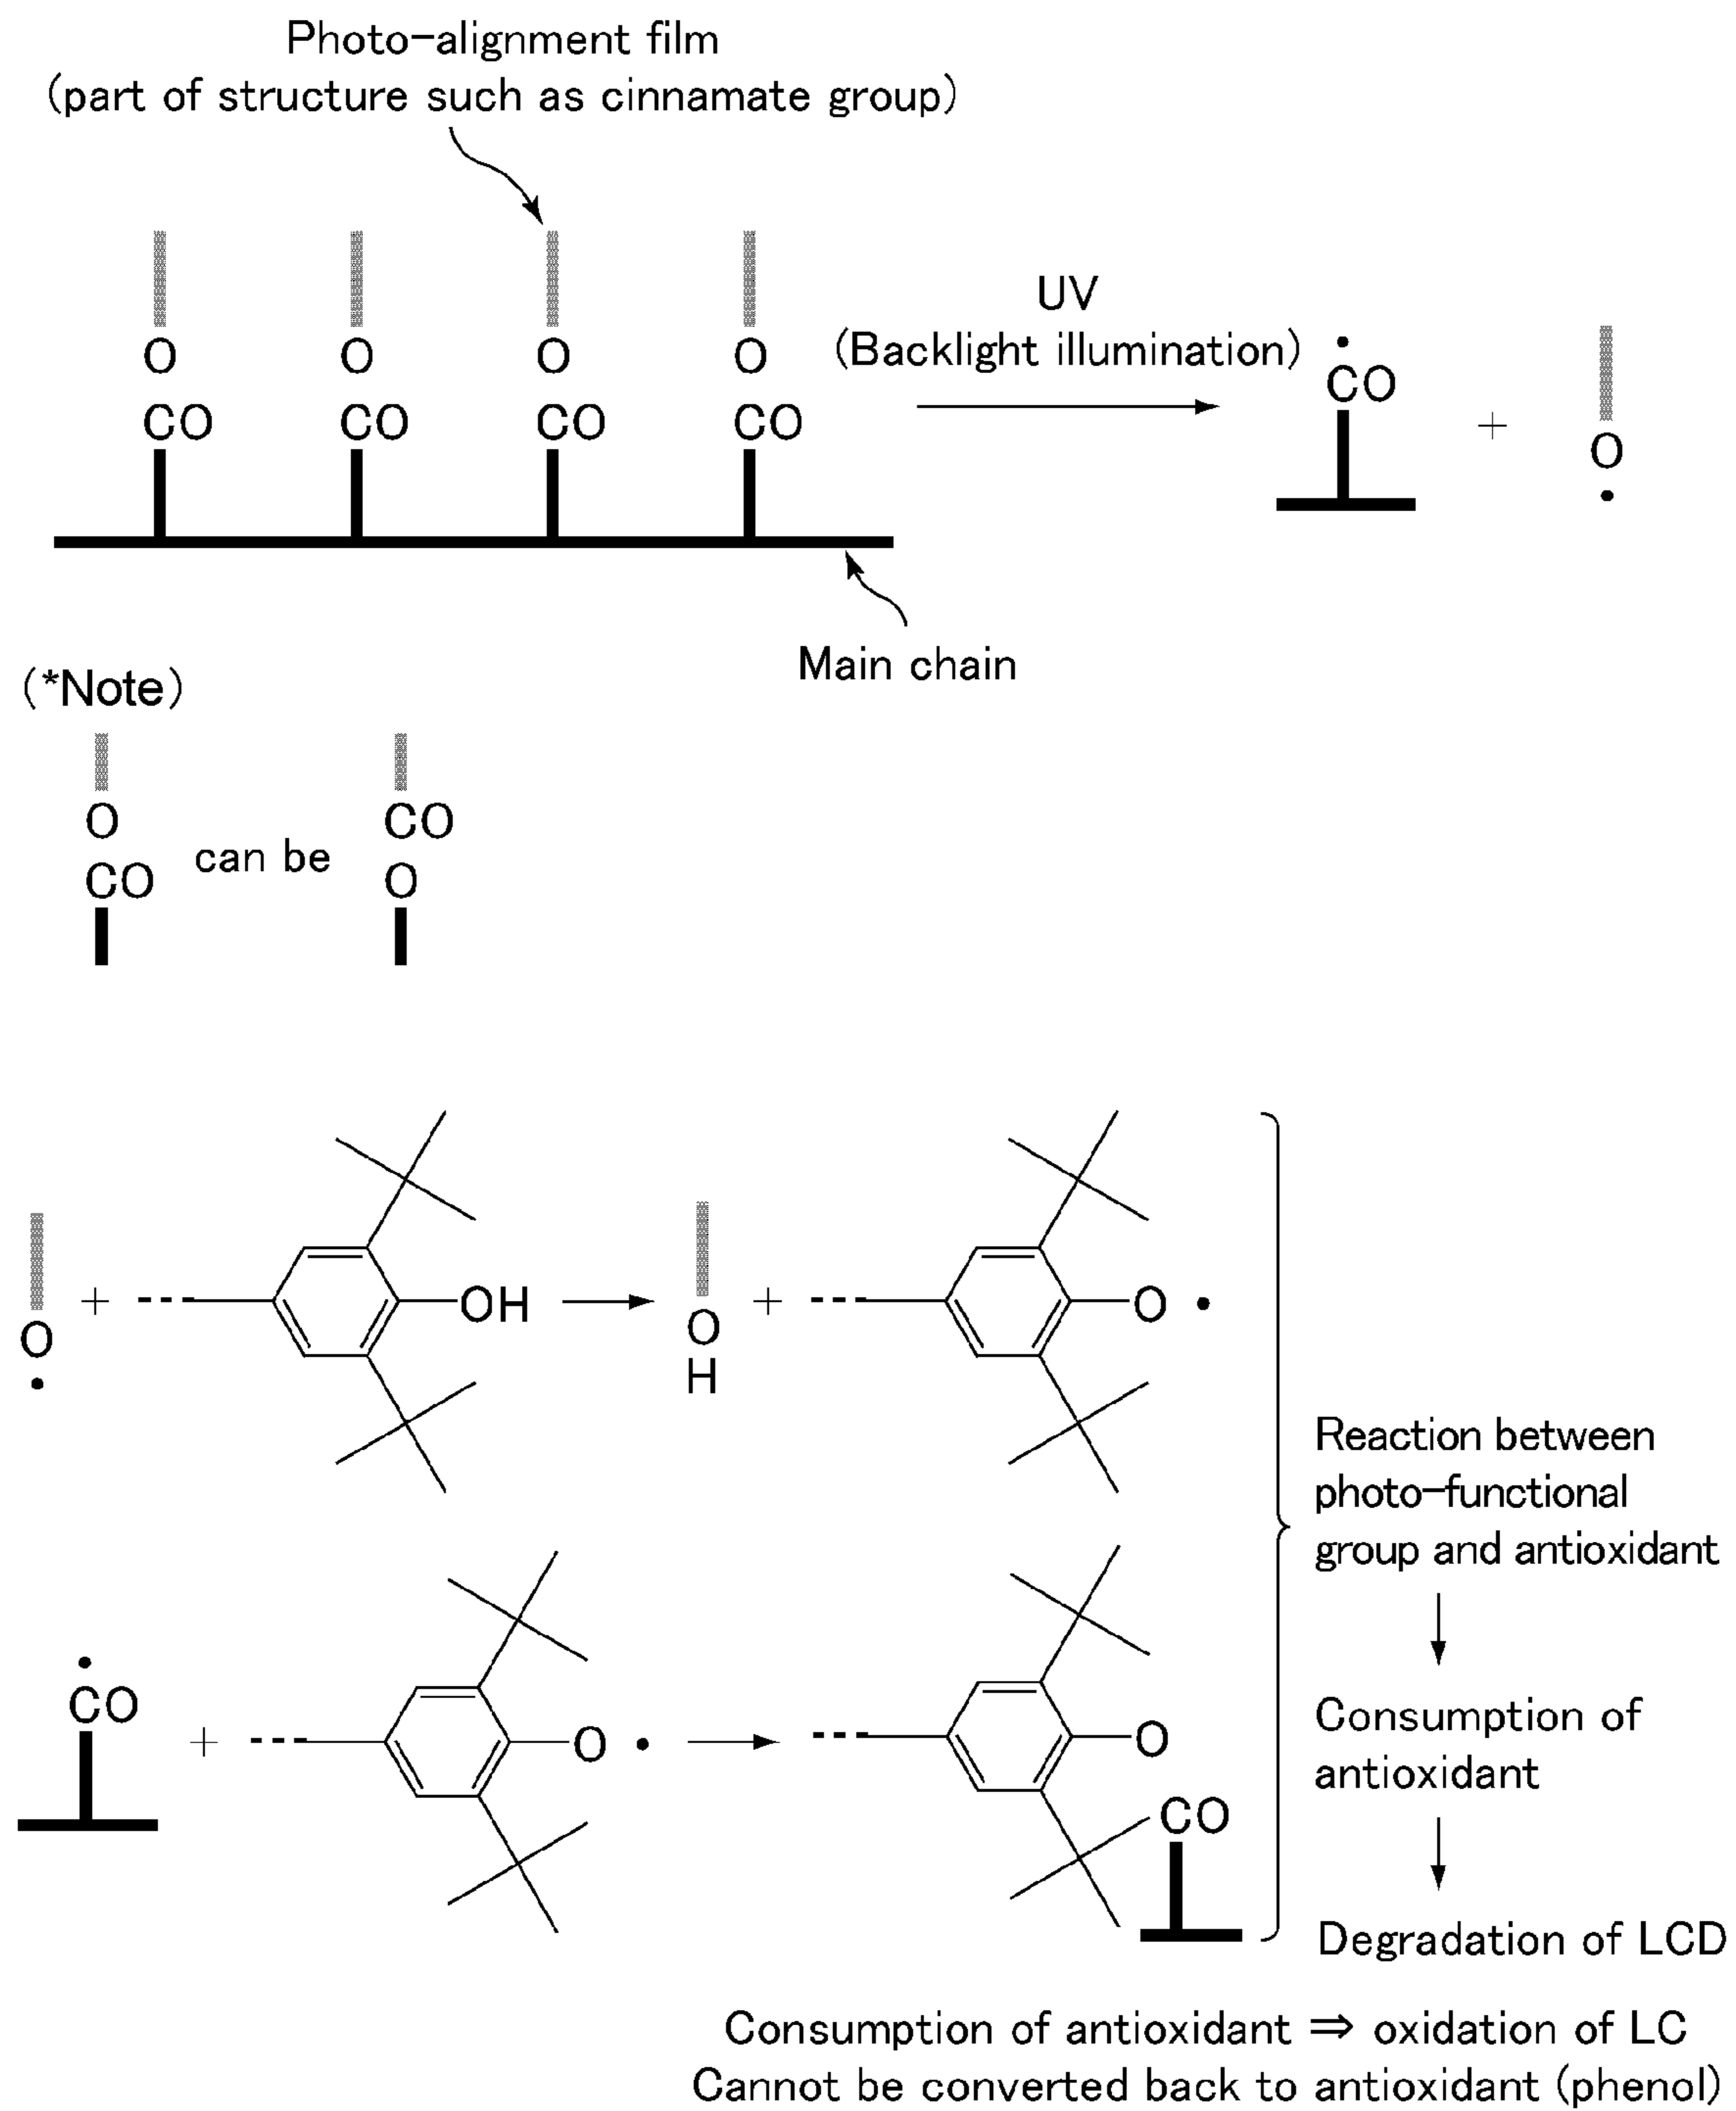 Photo-alignment film
(part of structure such as cinnamate group)
O O O O
CO CO CO CO
UV
(Backlight illumination)
CO
+
O
Main chain
(*Note)
O
CO
can be
CO
O
O
+
OH
O
H
+
O
CO
+
O
O
CO
Reaction between
photo-functional
group and antioxidant
Consumption of
antioxidant
Degradation of LCD
Consumption of antioxidant ⇒ oxidation of LC
Cannot be converted back to antioxidant (phenol)